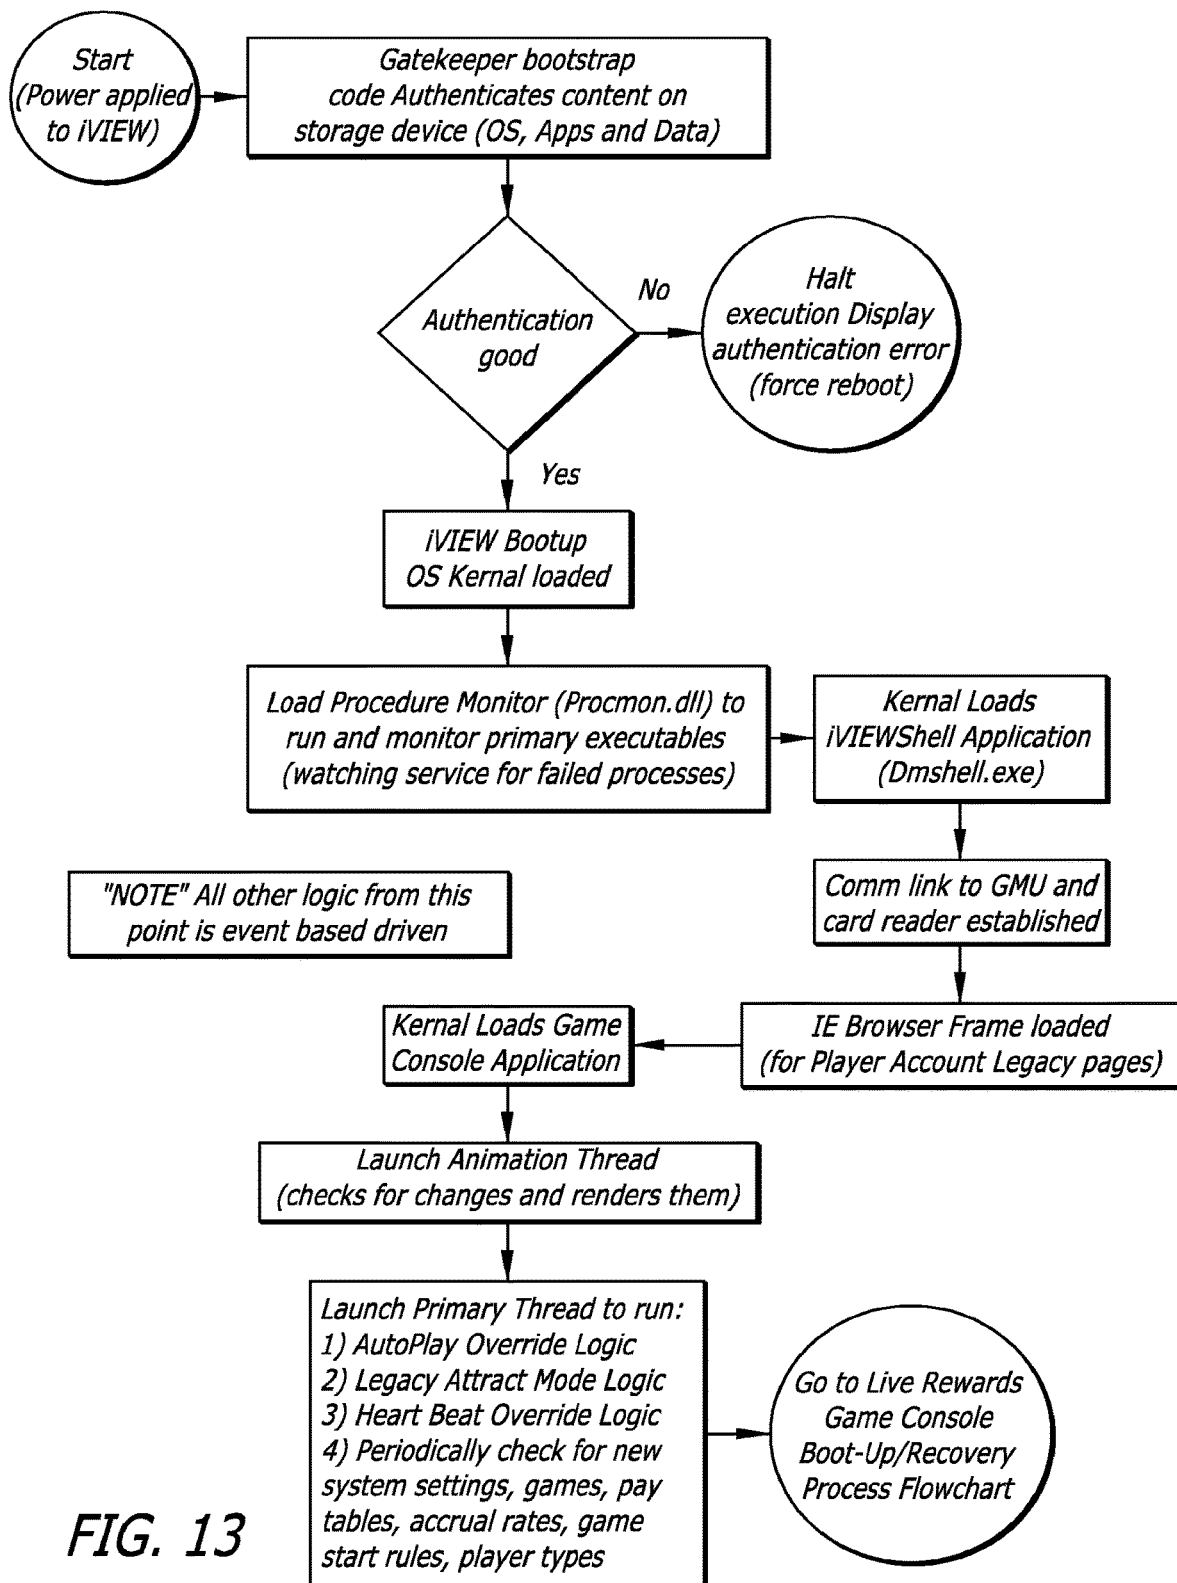 Start
(Power applied
to iVIEW)
Gatekeeper bootstrap
code Authenticates content on
storage device (OS, Apps and Data)
Authentication
good
No
Halt
execution Display
authentication error
(force reboot)
Yes
iVIEW Bootup
OS Kernal loaded
Load Procedure Monitor (Procmon.dll) to
run and monitor primary executables
(watching service for failed processes)
Kernal Loads
iVIEWShell Application
(Dmshell.exe)
"NOTE" All other logic from this
point is event based driven
Comm link to GMU and
card reader established
IE Browser Frame loaded
(for Player Account Legacy pages)
Kernal Loads Game
Console Application
Launch Animation Thread
(checks for changes and renders them)
Launch Primary Thread to run:
1) AutoPlay Override Logic
2) Legacy Attract Mode Logic
3) Heart Beat Override Logic
4) Periodically check for new
system settings, games, pay
tables, accrual rates, game
start rules, player types
Go to Live Rewards
Game Console
Boot-Up/Recovery
Process Flowchart
FIG. 13